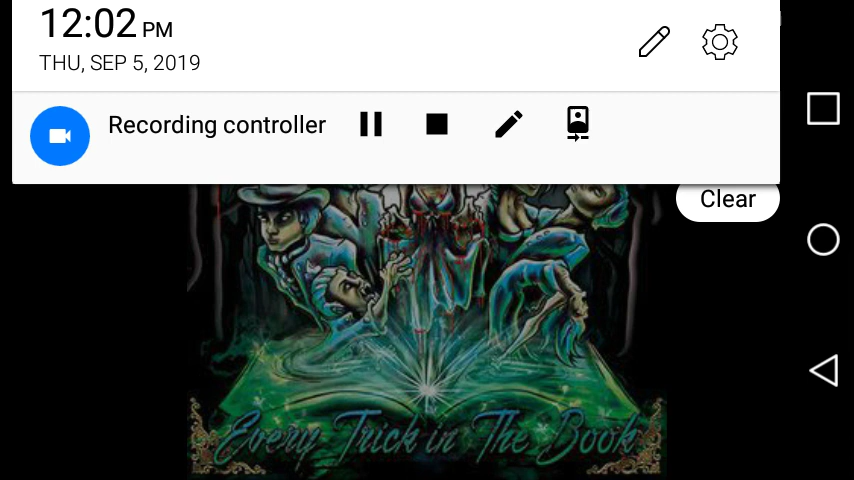 12:02 PM
THU, SEP 5, 2019
Recording controller
Clear
Every Trick in The Book